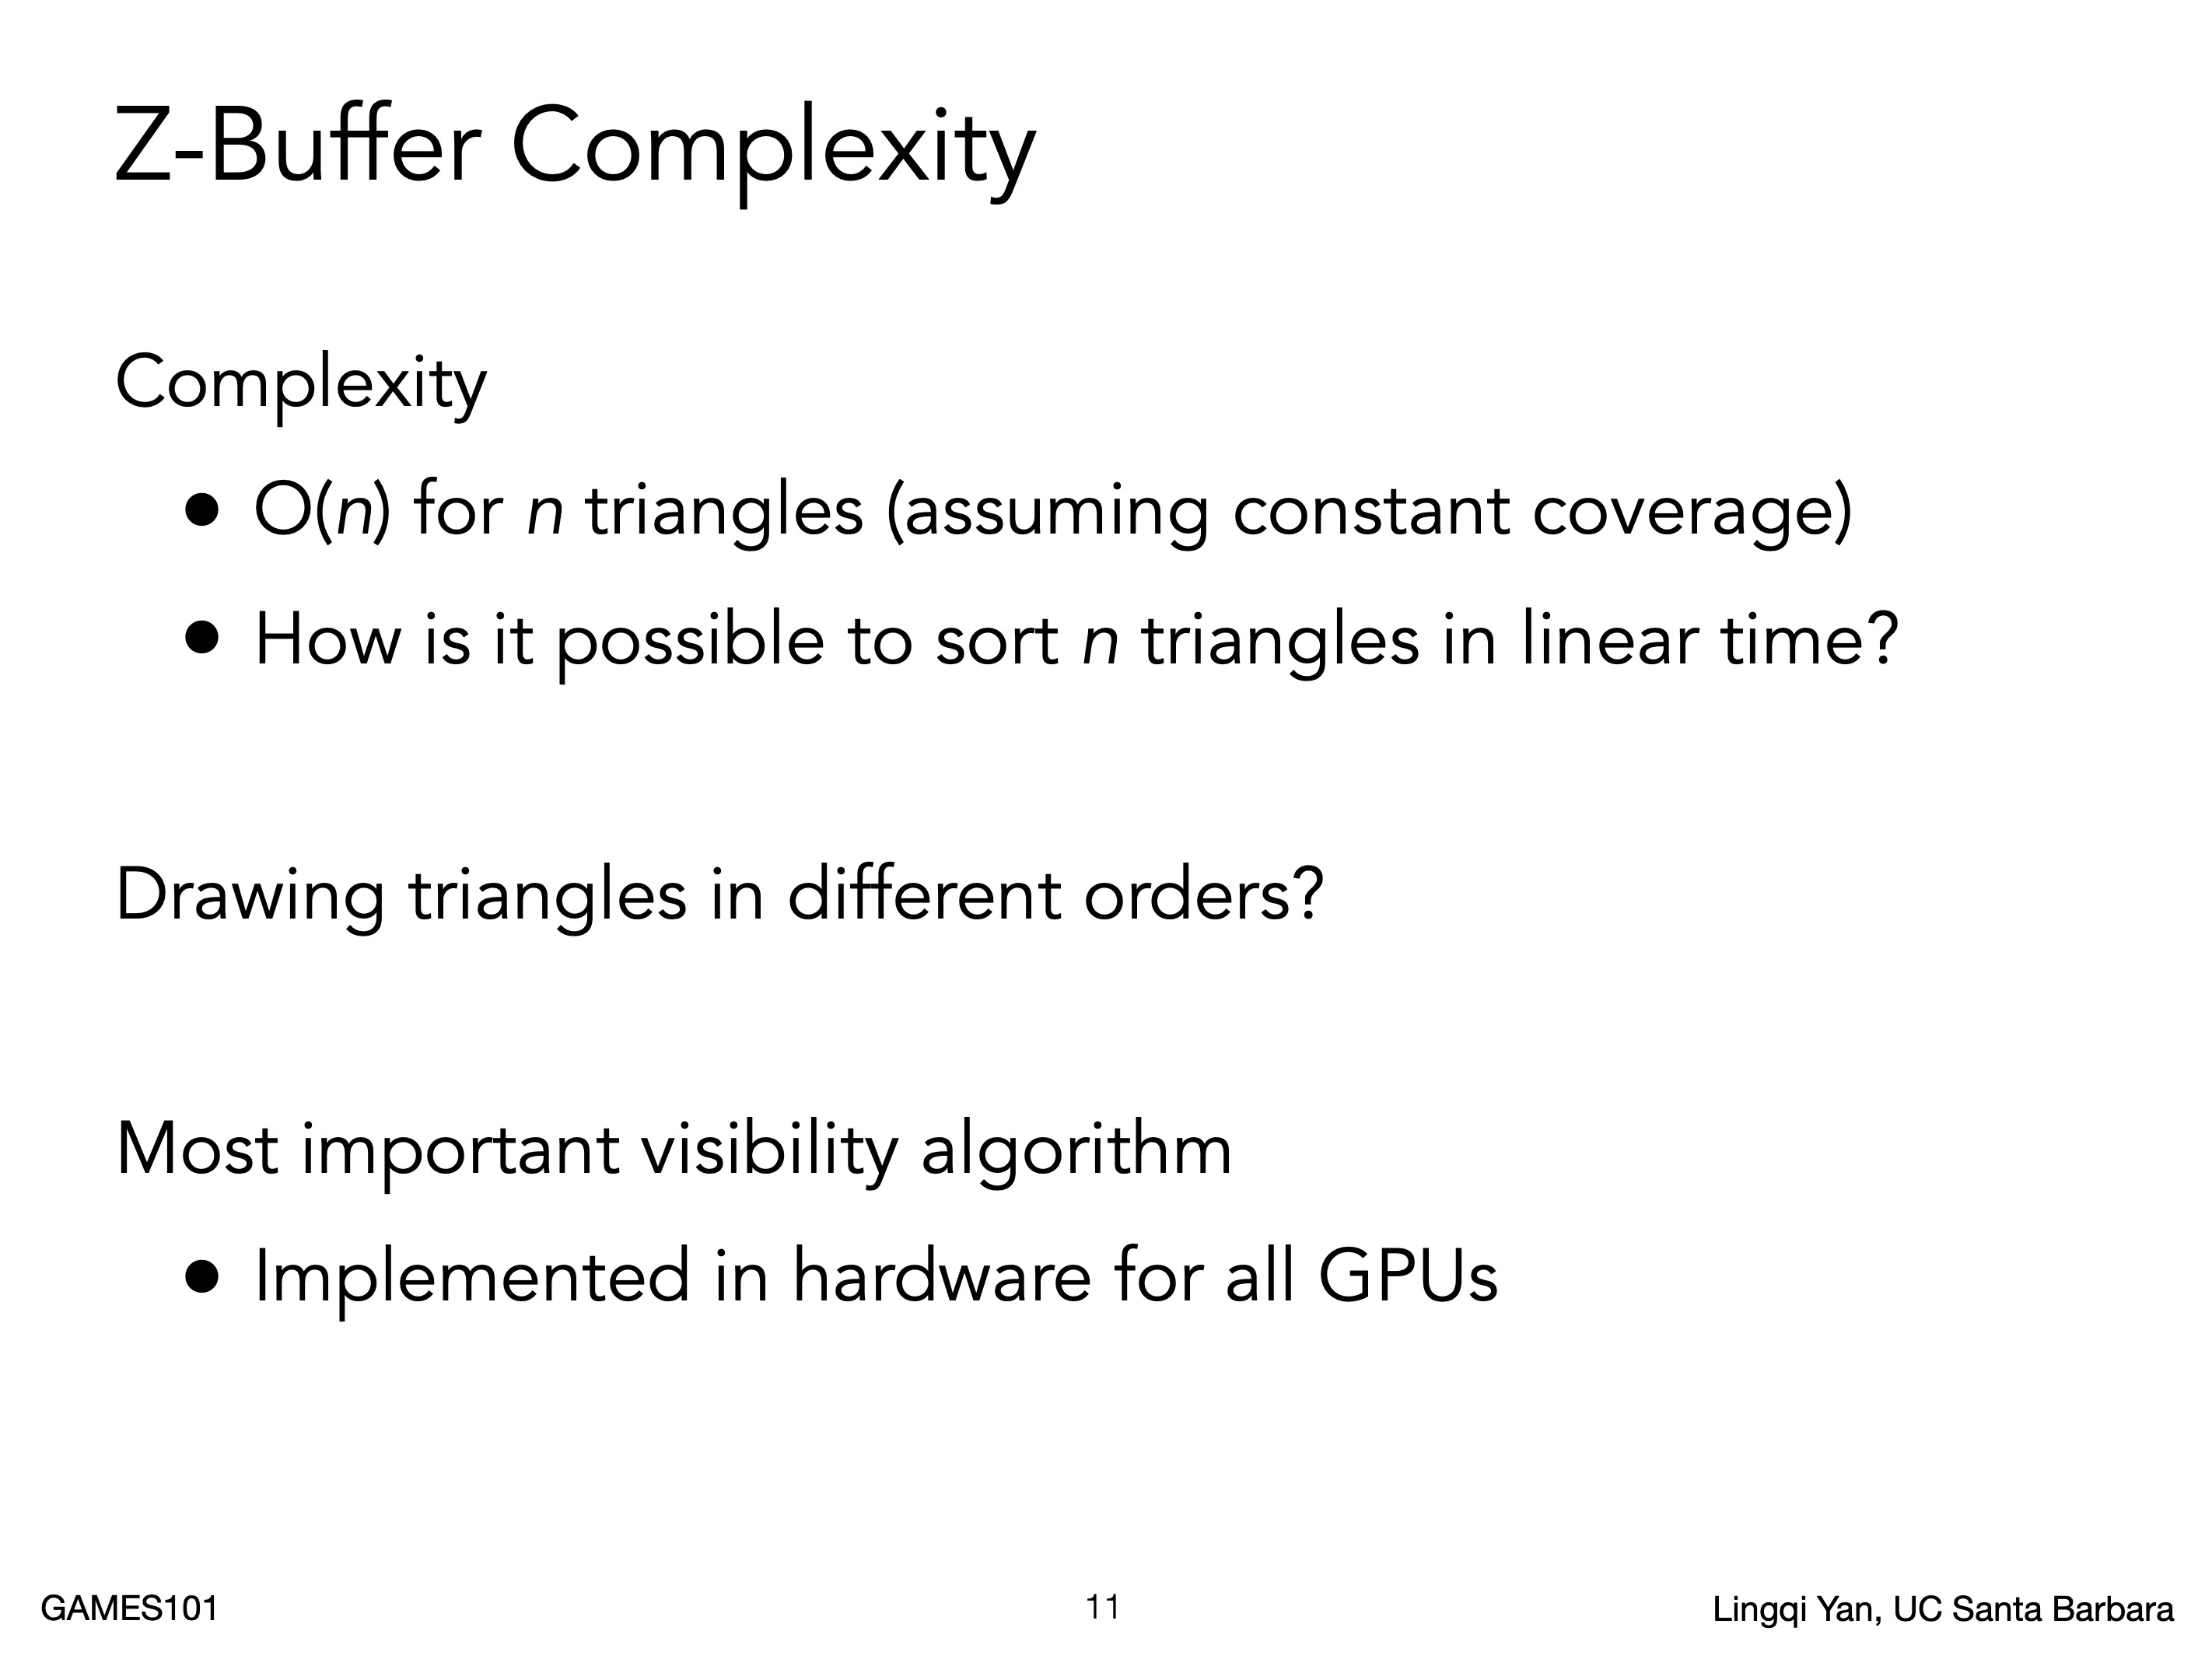 Z-Buffer Complexity
Complexity
● O(n) for n triangles (assuming constant coverage)
● How is it possible to sort n triangles in linear time?
Drawing triangles in different orders?
Most important visibility algorithm
● Implemented in hardware for all GPUs
GAMES101
11
Lingqi Yan, UC Santa Barbara